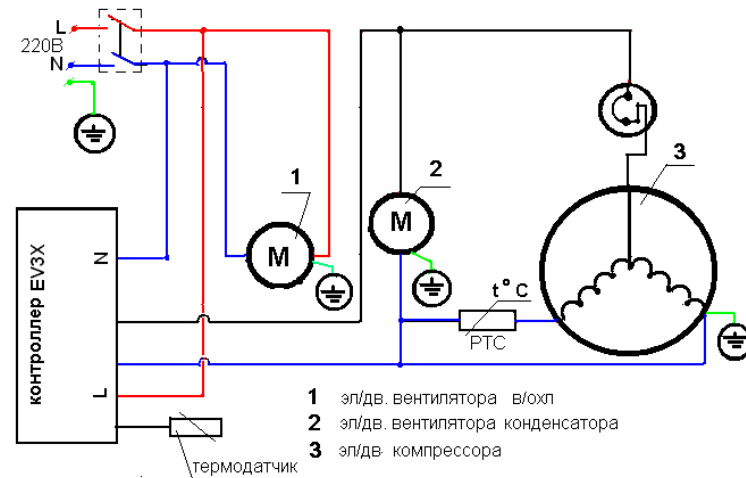 L
220В
N
1
2
3
M
M
контроллер EV3X
N
L
t°C
РТС
термодатчик
1 эл/дв. вентилятора в/охл
2 эл/дв. вентилятора конденсатора
3 эл/дв компрессора